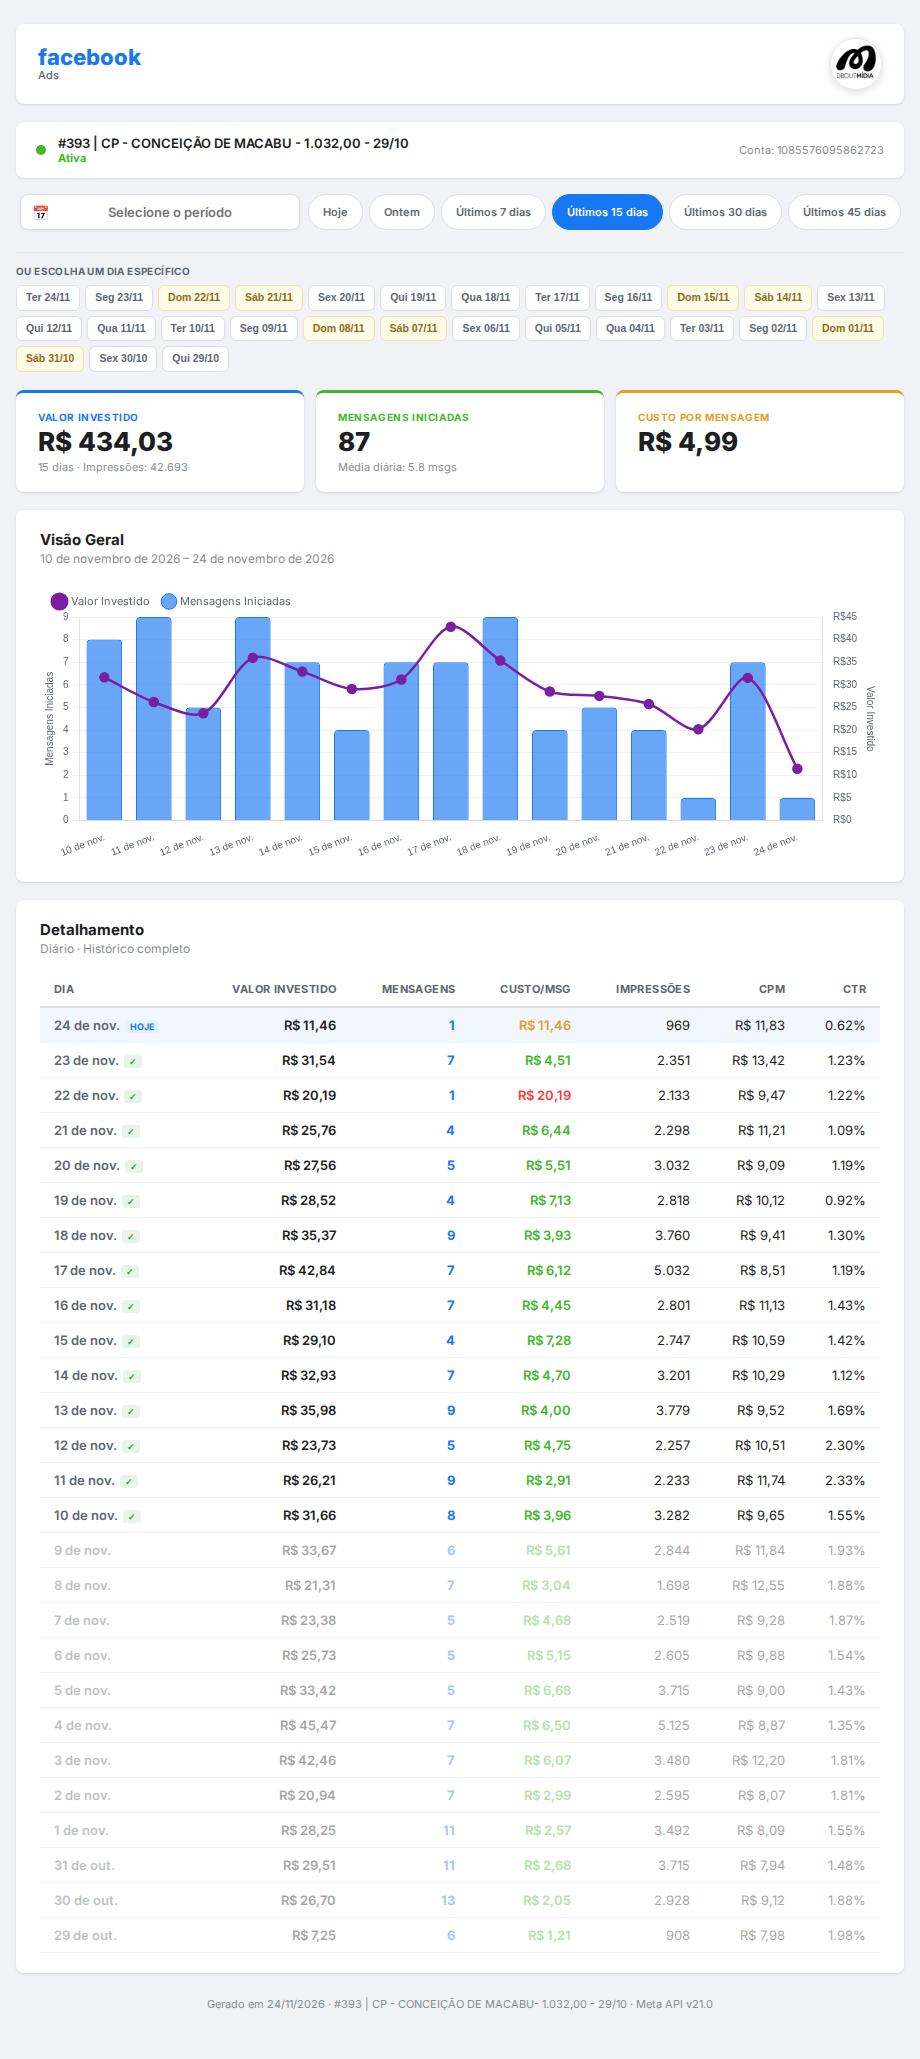 facebook
Ads
DBOUTMÍDIA
#393 | CP - CONCEIÇÃO DE MACABU - 1.032,00 - 29/10
Ativa
Conta: 1085576095862723
Selecione o período
Hoje
Ontem
Últimos 7 dias
Últimos 15 dias
Últimos 30 dias
Últimos 45 dias
OU ESCOLHA UM DIA ESPECÍFICO
Ter 24/11 Seg 23/11 Dom 22/11 Sáb 21/11 Sex 20/11 Qui 19/11 Qua 18/11 Ter 17/11 Seg 16/11 Dom 15/11 Sáb 14/11 Sex 13/11
Qui 12/11 Qua 11/11 Ter 10/11 Seg 09/11 Dom 08/11 Sáb 07/11 Sex 06/11 Qui 05/11 Qua 04/11 Ter 03/11 Seg 02/11 Dom 01/11
Sáb 31/10 Sex 30/10 Qui 29/10
VALOR INVESTIDO
R$ 434,03
15 dias · Impressões: 42.693
MENSAGENS INICIADAS
87
Média diária: 5.8 msgs
CUSTO POR MENSAGEM
R$ 4,99
Visão Geral
10 de novembro de 2026 – 24 de novembro de 2026
Valor Investido Mensagens Iniciadas
Mensagens Iniciadas
9
8
7
6
5
4
3
2
1
0
R$45
R$40
R$35
R$30
R$25
R$20
R$15
R$10
R$5
R$0
Valor Investido
10 de nov. 11 de nov. 12 de nov. 13 de nov. 14 de nov. 15 de nov. 16 de nov. 17 de nov. 18 de nov. 19 de nov. 20 de nov. 21 de nov. 22 de nov. 23 de nov. 24 de nov.
Detalhamento
Diário · Histórico completo
DIA VALOR INVESTIDO MENSAGENS CUSTO/MSG IMPRESSÕES CPM CTR
24 de nov. HOJE R$ 11,46 1 R$ 11,46 969 R$ 11,83 0.62%
23 de nov. ✓ R$ 31,54 7 R$ 4,51 2.351 R$ 13,42 1.23%
22 de nov. ✓ R$ 20,19 1 R$ 20,19 2.133 R$ 9,47 1.22%
21 de nov. ✓ R$ 25,76 4 R$ 6,44 2.298 R$ 11,21 1.09%
20 de nov. ✓ R$ 27,56 5 R$ 5,51 3.032 R$ 9,09 1.19%
19 de nov. ✓ R$ 28,52 4 R$ 7,13 2.818 R$ 10,12 0.92%
18 de nov. ✓ R$ 35,37 9 R$ 3,93 3.760 R$ 9,41 1.30%
17 de nov. ✓ R$ 42,84 7 R$ 6,12 5.032 R$ 8,51 1.19%
16 de nov. ✓ R$ 31,18 7 R$ 4,45 2.801 R$ 11,13 1.43%
15 de nov. ✓ R$ 29,10 4 R$ 7,28 2.747 R$ 10,59 1.42%
14 de nov. ✓ R$ 32,93 7 R$ 4,70 3.201 R$ 10,29 1.12%
13 de nov. ✓ R$ 35,98 9 R$ 4,00 3.779 R$ 9,52 1.69%
12 de nov. ✓ R$ 23,73 5 R$ 4,75 2.257 R$ 10,51 2.30%
11 de nov. ✓ R$ 26,21 9 R$ 2,91 2.233 R$ 11,74 2.33%
10 de nov. ✓ R$ 31,66 8 R$ 3,96 3.282 R$ 9,65 1.55%
9 de nov. R$ 33,67 6 R$ 5,61 2.844 R$ 11,84 1.93%
8 de nov. R$ 21,31 7 R$ 3,04 1.698 R$ 12,55 1.88%
7 de nov. R$ 23,38 5 R$ 4,68 2.519 R$ 9,28 1.87%
6 de nov. R$ 25,73 5 R$ 5,15 2.605 R$ 9,88 1.54%
5 de nov. R$ 33,42 5 R$ 6,68 3.715 R$ 9,00 1.43%
4 de nov. R$ 45,47 7 R$ 6,50 5.125 R$ 8,87 1.35%
3 de nov. R$ 42,46 7 R$ 6,07 3.480 R$ 12,20 1.81%
2 de nov. R$ 20,94 7 R$ 2,99 2.595 R$ 8,07 1.81%
1 de nov. R$ 28,25 11 R$ 2,57 3.492 R$ 8,09 1.55%
31 de out. R$ 29,51 11 R$ 2,68 3.715 R$ 7,94 1.48%
30 de out. R$ 26,70 13 R$ 2,05 2.928 R$ 9,12 1.88%
29 de out. R$ 7,25 6 R$ 1,21 908 R$ 7,98 1.98%
Gerado em 24/11/2026 · #393 | CP - CONCEIÇÃO DE MACABU- 1.032,00 - 29/10 · Meta API v21.0